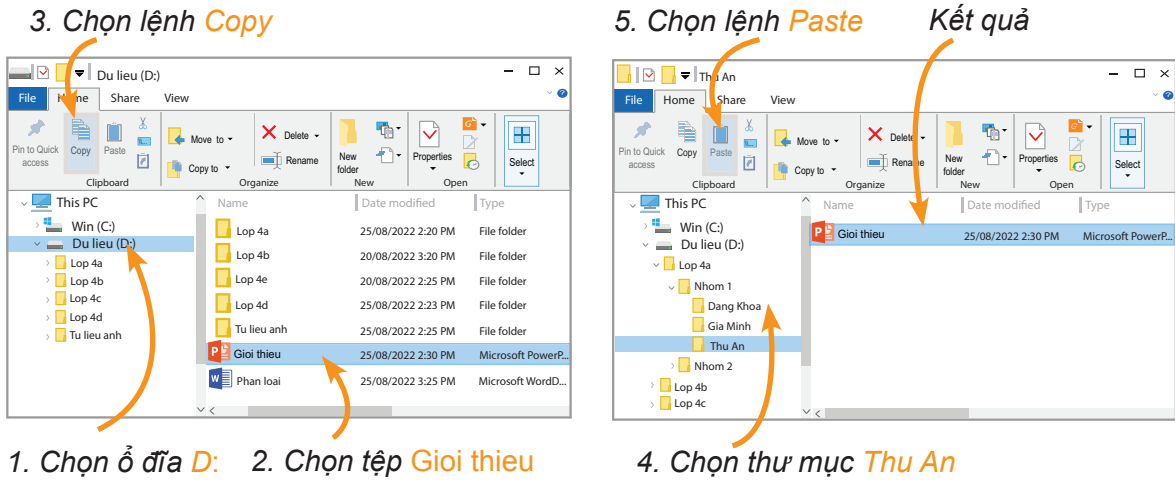 3. Chọn lệnh Copy
Du lieu (D:)
File Home Share View
Pin to Quick access
Copy
Paste
Move to
Copy to
Delete
Rename
New folder
Properties
Select
Clipboard Organize New Open
This PC
Win (C:)
Du lieu (D:)
Lop 4a
Lop 4b
Lop 4c
Lop 4d
Tu lieu anh
Name Date modified Type
Lop 4a 25/08/2022 2:20 PM File folder
Lop 4b 20/08/2022 3:20 PM File folder
Lop 4e 20/08/2022 2:25 PM File folder
Lop 4d 25/08/2022 2:23 PM File folder
Tu lieu anh 25/08/2022 2:25 PM File folder
Gioi thieu 25/08/2022 2:30 PM Microsoft PowerP...
Phan loai 25/08/2022 3:25 PM Microsoft WordD...
1. Chọn ổ đĩa D:
2. Chọn tệp Gioi thieu
5. Chọn lệnh Paste
Kết quả
Thu An
File Home Share View
Pin to Quick access
Copy
Paste
Move to
Copy to
Delete
Rename
New folder
Properties
Select
Clipboard Organize New Open
This PC
Win (C:)
Du lieu (D:)
Lop 4a
Nhom 1
Dang Khoa
Gia Minh
Thu An
Nhom 2
Lop 4b
Lop 4c
Name Date modified Type
Gioi thieu 25/08/2022 2:30 PM Microsoft PowerP...
4. Chọn thư mục Thu An